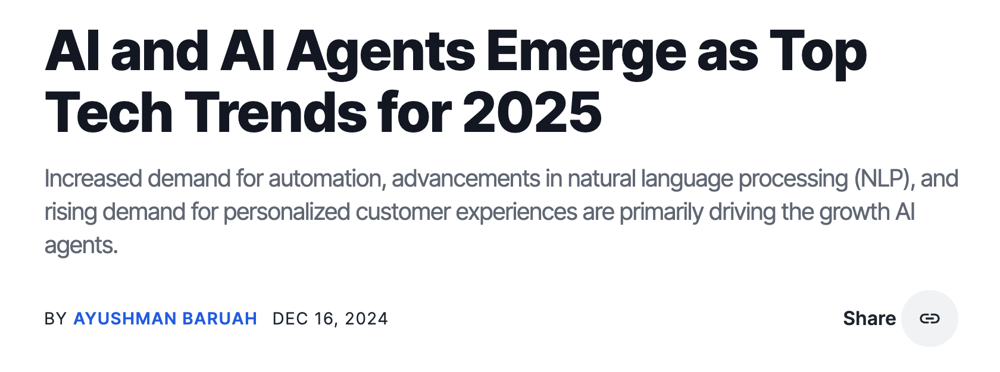 AI and AI Agents Emerge as Top
Tech Trends for 2025
Increased demand for automation, advancements in natural language processing (NLP), and
rising demand for personalized customer experiences are primarily driving the growth AI
agents.
BY AYUSHMAN BARUAH DEC 16, 2024
Share